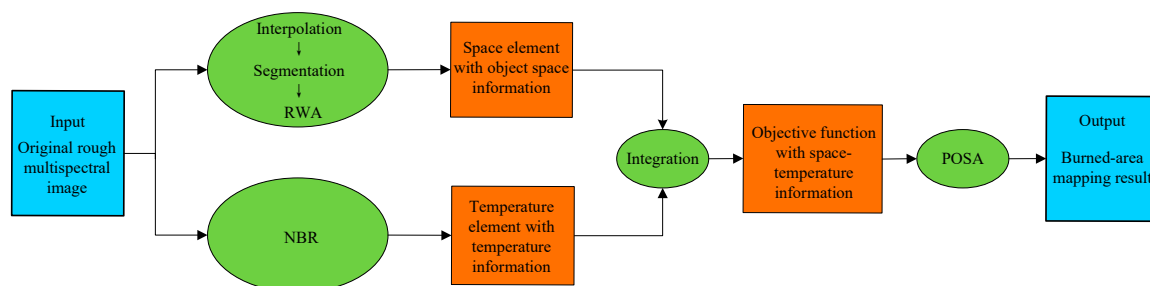 Input
Original rough
multispectral
image
Interpolation
↓
Segmentation
↓
RWA
Space element
with object space
information
NBR
Temperature
element with
temperature
information
Integration
Objective function
with space-
temperature
information
POSA
Output
Burned-area
mapping result